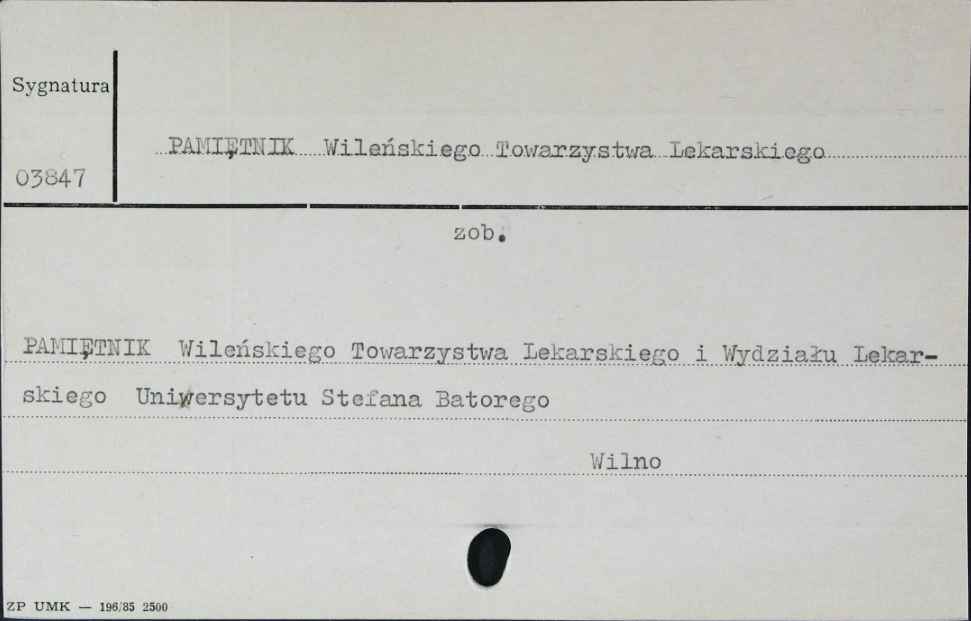 Sygnatura
PAMIĘTNIK Wileńskiego Towarzystwa Lekarskiego
03847
zob.
PAMIĘTNIK Wileńskiego Towarzystwa Lekarskiego i Wydziału Lekar-
skiego Uniwersytetu Stefana Batorego
Wilno
ZP UMK — 196/85 2500